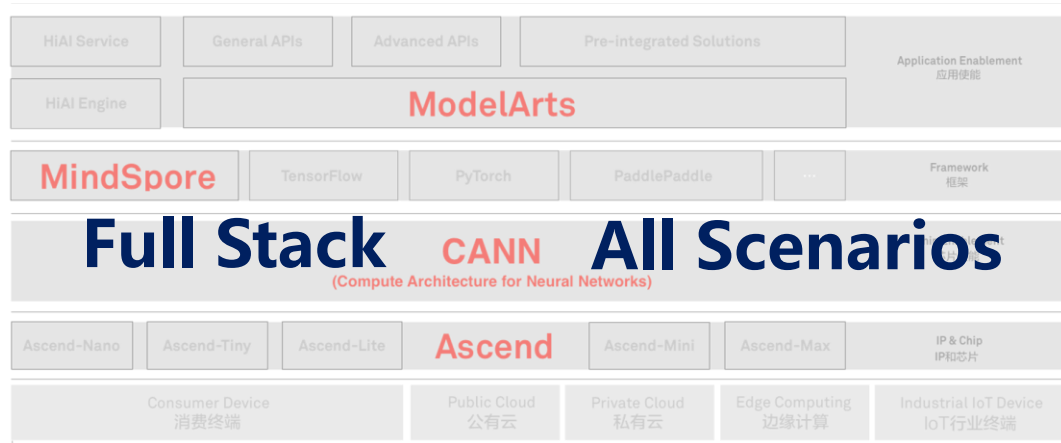 HiAI Service
General APIs
Advanced APIs
Pre-integrated Solutions
Application Enablement
应用使能
HiAI Engine
ModelArts
MindSpore
TensorFlow
PyTorch
PaddlePaddle
...
Framework
框架
Full Stack
CANN
(Compute Architecture for Neural Networks)
All Scenarios
Ascend-Nano
Ascend-Tiny
Ascend-Lite
Ascend
Ascend-Mini
Ascend-Max
IP & Chip
IP和芯片
Consumer Device
消费终端
Public Cloud
公有云
Private Cloud
私有云
Edge Computing
边缘计算
Industrial IoT Device
IoT行业终端